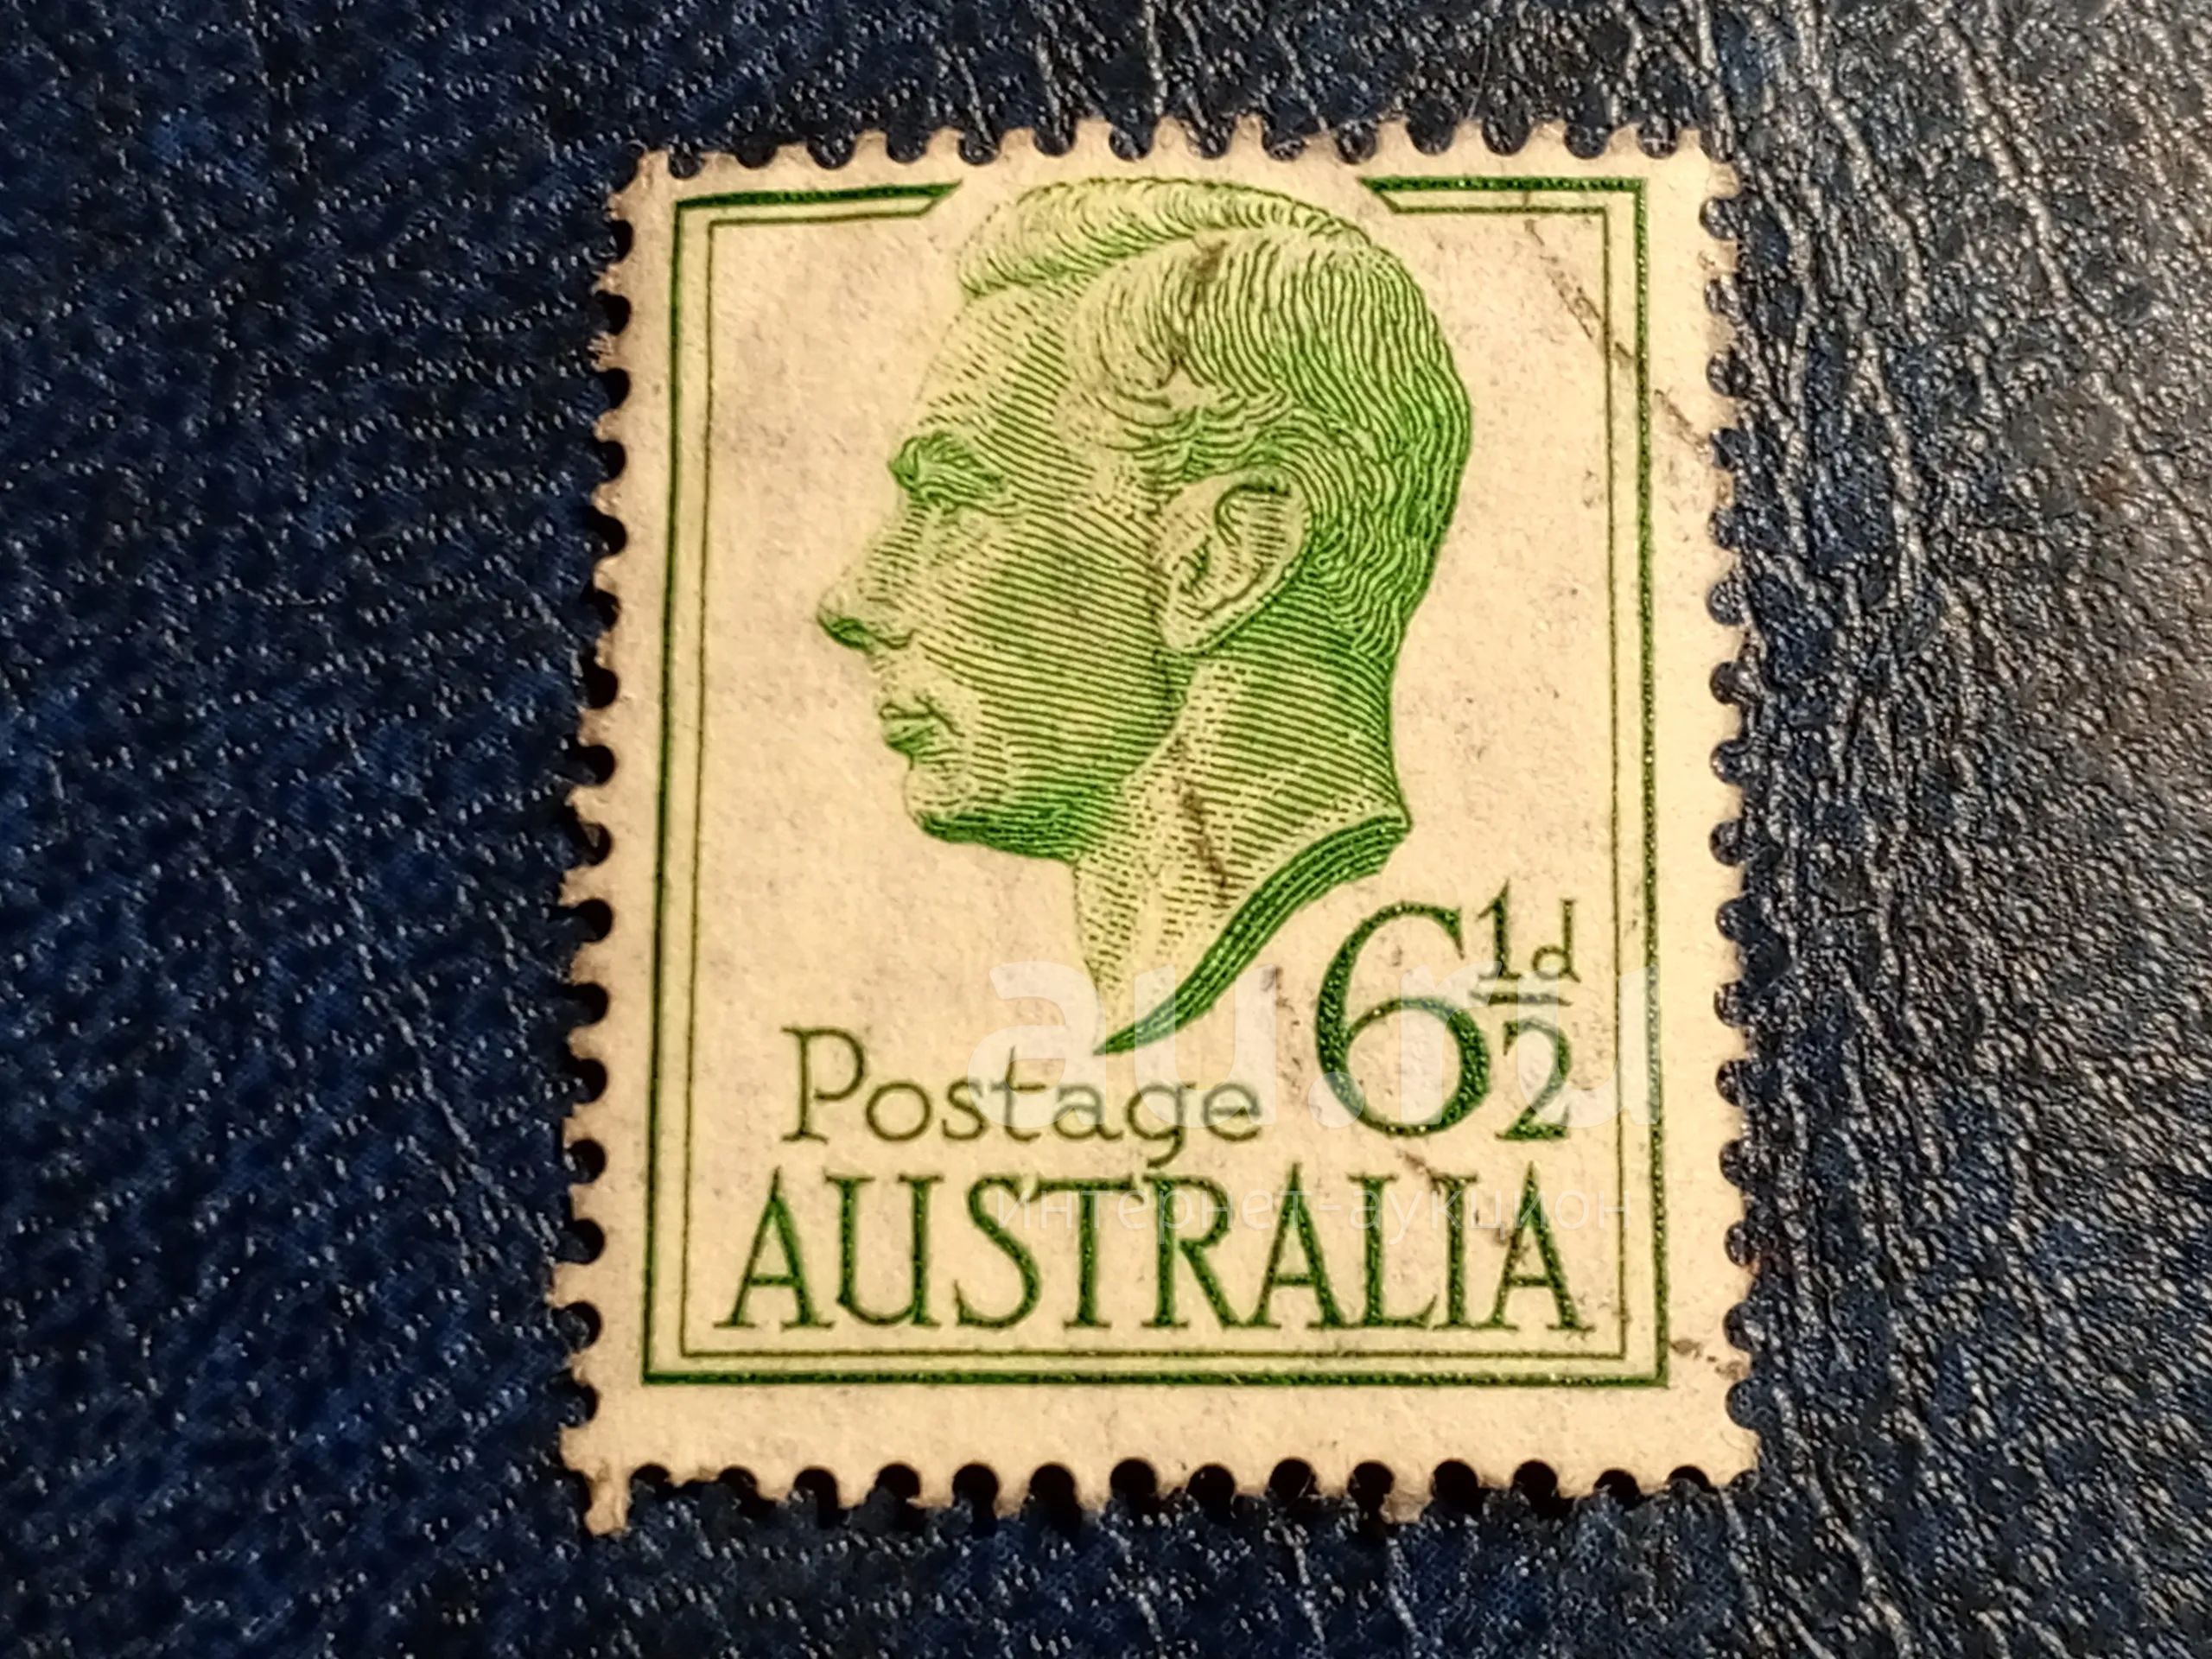 6½d
Postage
AUSTRALIA
au.ru
интернет-аукцион